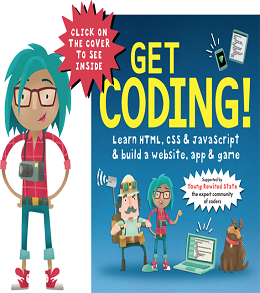 CLICK ON
THE COVER
TO SEE
INSIDE
GET
CODING!
Learn HTML, CSS & JavaScript
& build a website, app & game
Supported by
Young Rewired State
the expert community
of coders